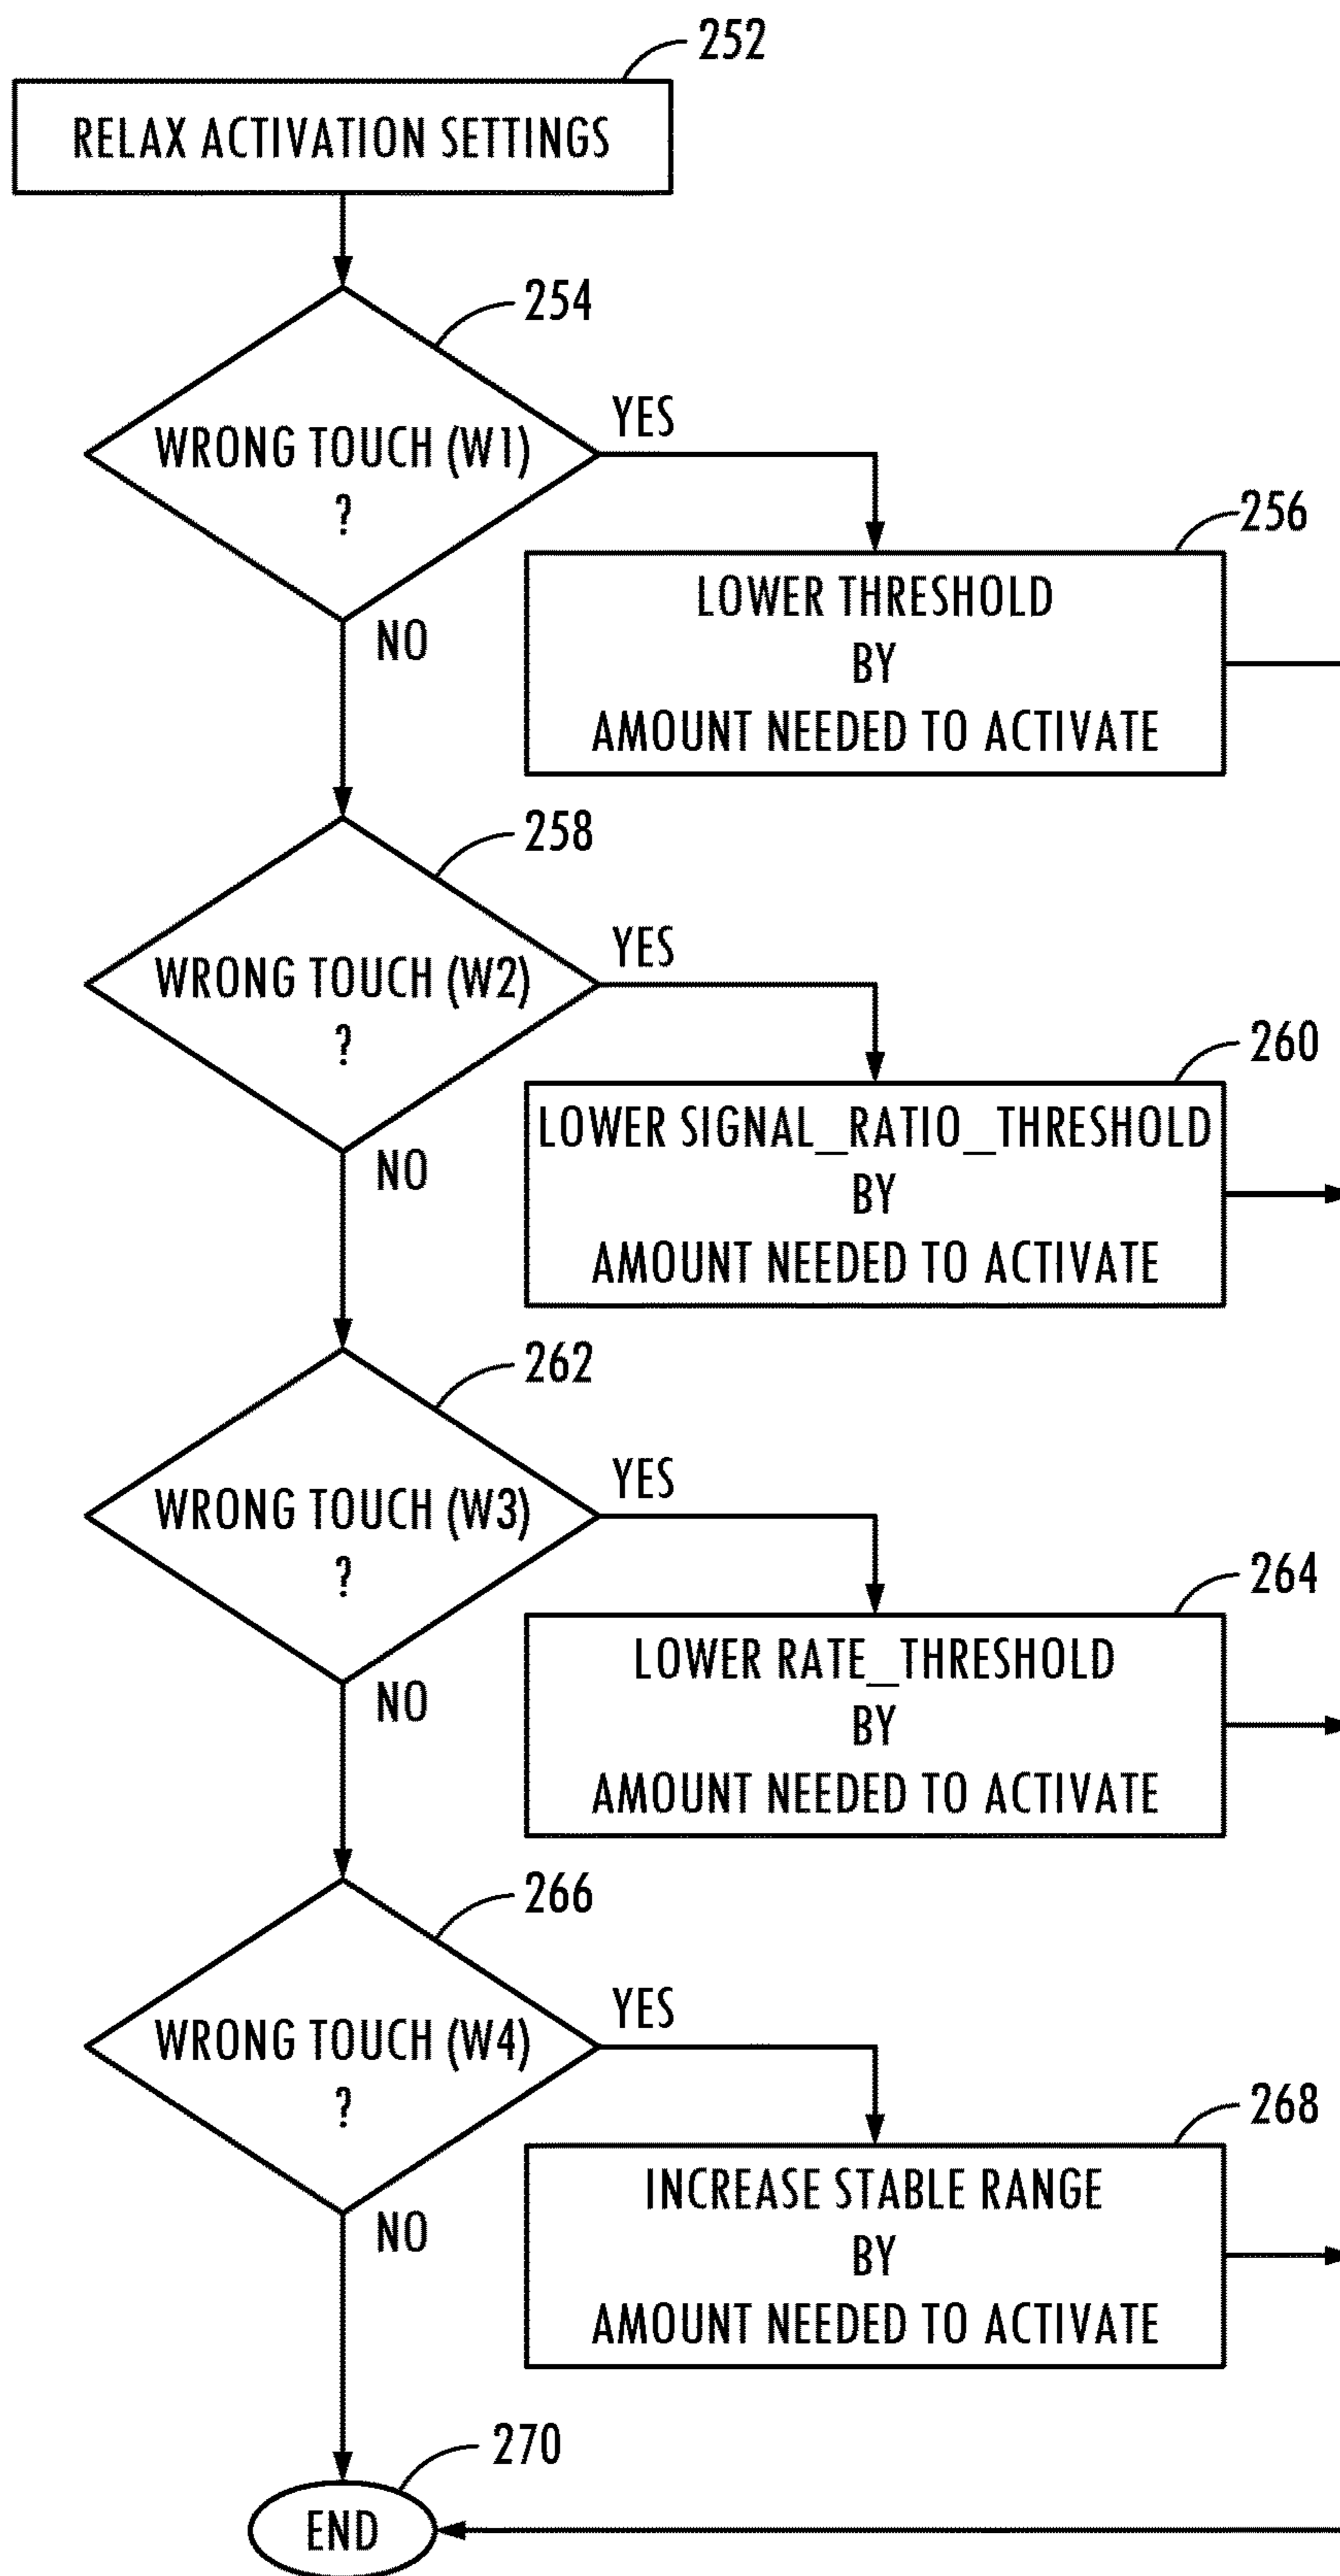 252
RELAX ACTIVATION SETTINGS
254
WRONG TOUCH (W1)
?
YES
NO
256
LOWER THRESHOLD
BY
AMOUNT NEEDED TO ACTIVATE
258
WRONG TOUCH (W2)
?
YES
NO
260
LOWER SIGNAL_RATIO_THRESHOLD
BY
AMOUNT NEEDED TO ACTIVATE
262
WRONG TOUCH (W3)
?
YES
NO
264
LOWER RATE_THRESHOLD
BY
AMOUNT NEEDED TO ACTIVATE
266
WRONG TOUCH (W4)
?
YES
NO
268
INCREASE STABLE RANGE
BY
AMOUNT NEEDED TO ACTIVATE
270
END